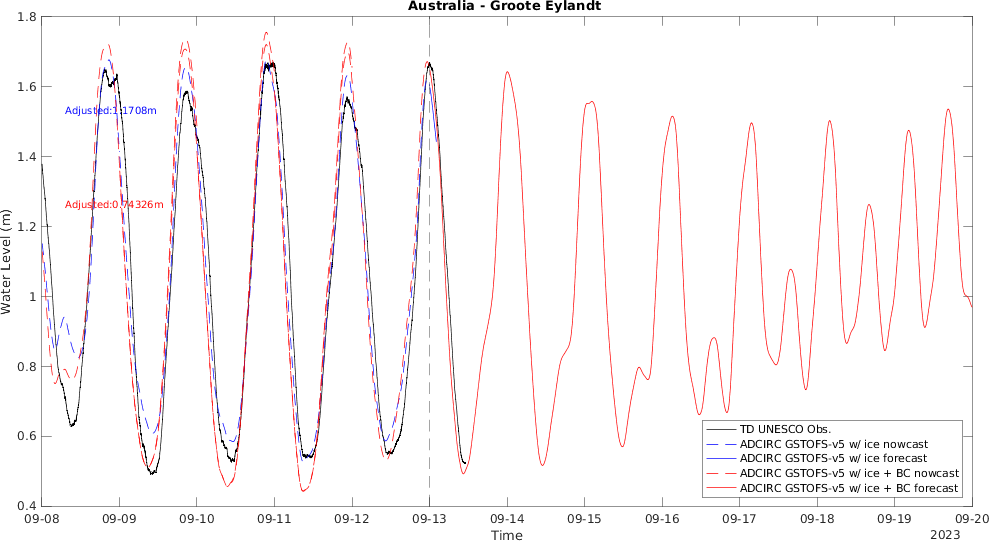 Australia - Groote Eylandt
1.8
1.6
1.4
1.2
1
0.8
0.6
0.4
Water Level (m)
Adjusted:1.1708m
Adjusted:0.74326m
TD UNESCO Obs.
ADCIRC GSTOFS-v5 w/ ice nowcast
ADCIRC GSTOFS-v5 w/ ice forecast
ADCIRC GSTOFS-v5 w/ ice + BC nowcast
ADCIRC GSTOFS-v5 w/ ice + BC forecast
09-08 09-09 09-10 09-11 09-12 09-13 09-14 09-15 09-16 09-17 09-18 09-19 09-20
Time
2023